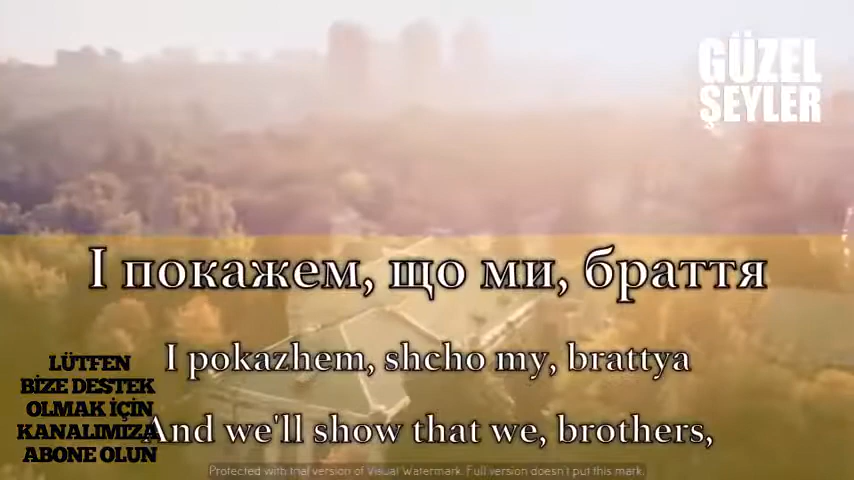 GÜZEL
ŞEYLER
І покажем, що ми, браття
I pokazhem, shcho my, brattya
And we'll show that we, brothers,
LÜTFEN
BİZE DESTEK
OLMAK İÇİN
KANALIMIZA
ABONE OLUN
Protected with trial version of Visual Watermark. Full version doesn't put this mark.